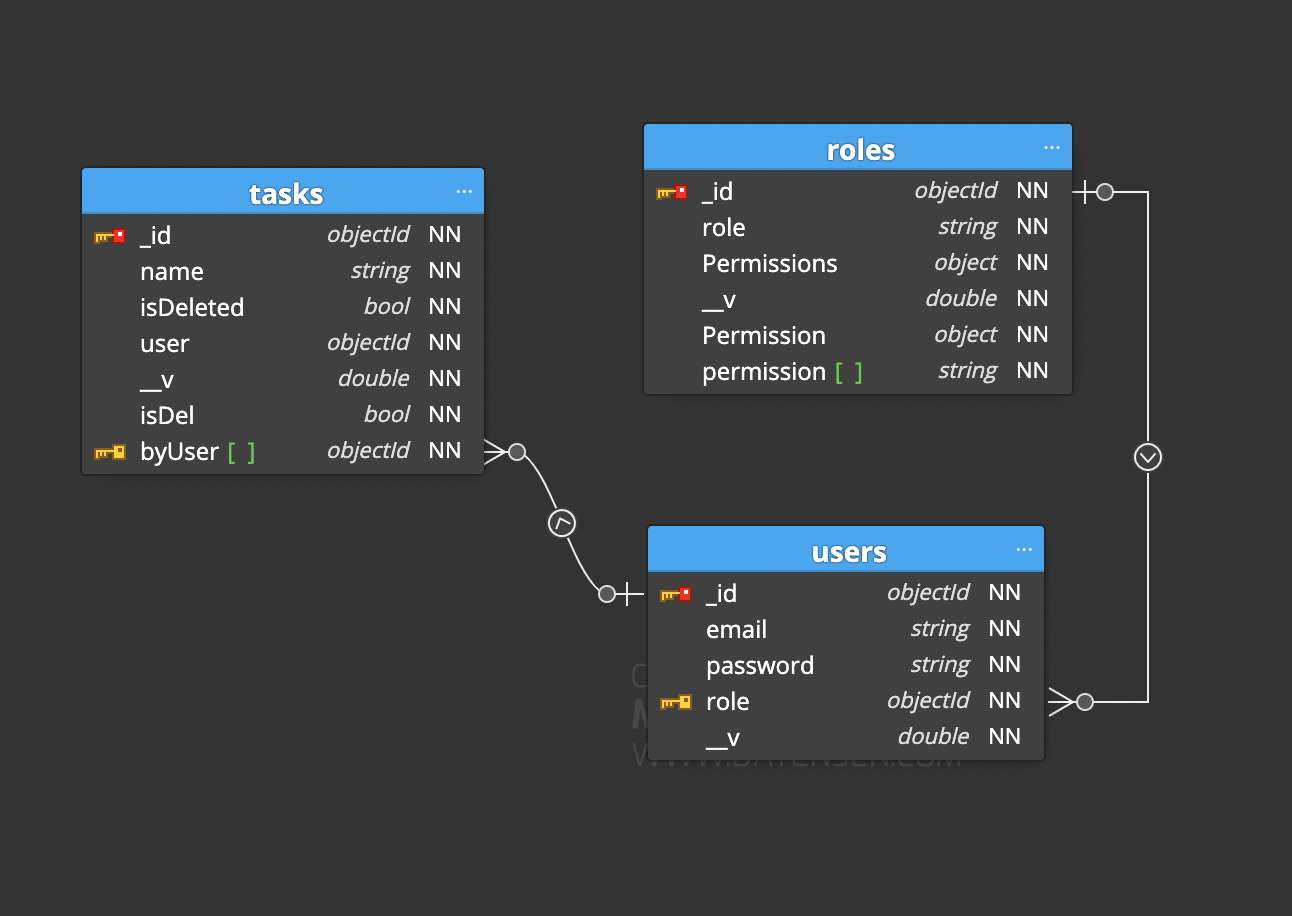 tasks ...
_id objectId NN
name string NN
isDeleted bool NN
user objectId NN
__v double NN
isDel bool NN
byUser [ ] objectId NN
roles ...
_id objectId NN
role string NN
Permissions object NN
__v double NN
Permission object NN
permission [ ] string NN
users ...
_id objectId NN
email string NN
password string NN
role objectId NN
__v double NN